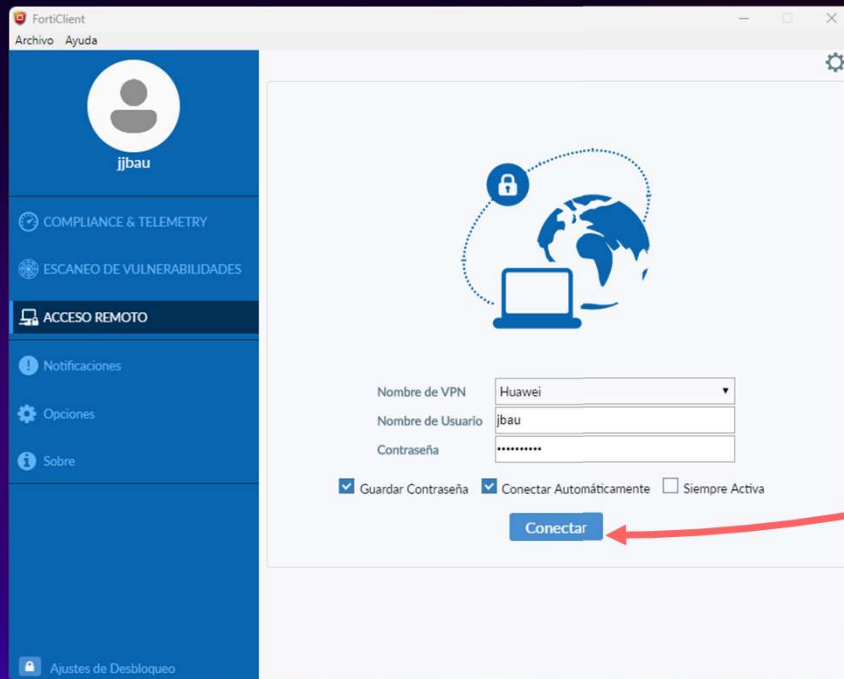 FortiClient
Archivo Ayuda
jjbau
COMPLIANCE & TELEMETRY
ESCANEO DE VULNERABILIDADES
ACCESO REMOTO
Notificaciones
Opciones
Sobre
Ajustes de Desbloqueo
Nombre de VPN Huawei
Nombre de Usuario jbau
Contraseña ••••••••••
Guardar Contraseña Conectar Automáticamente Siempre Activa
Conectar